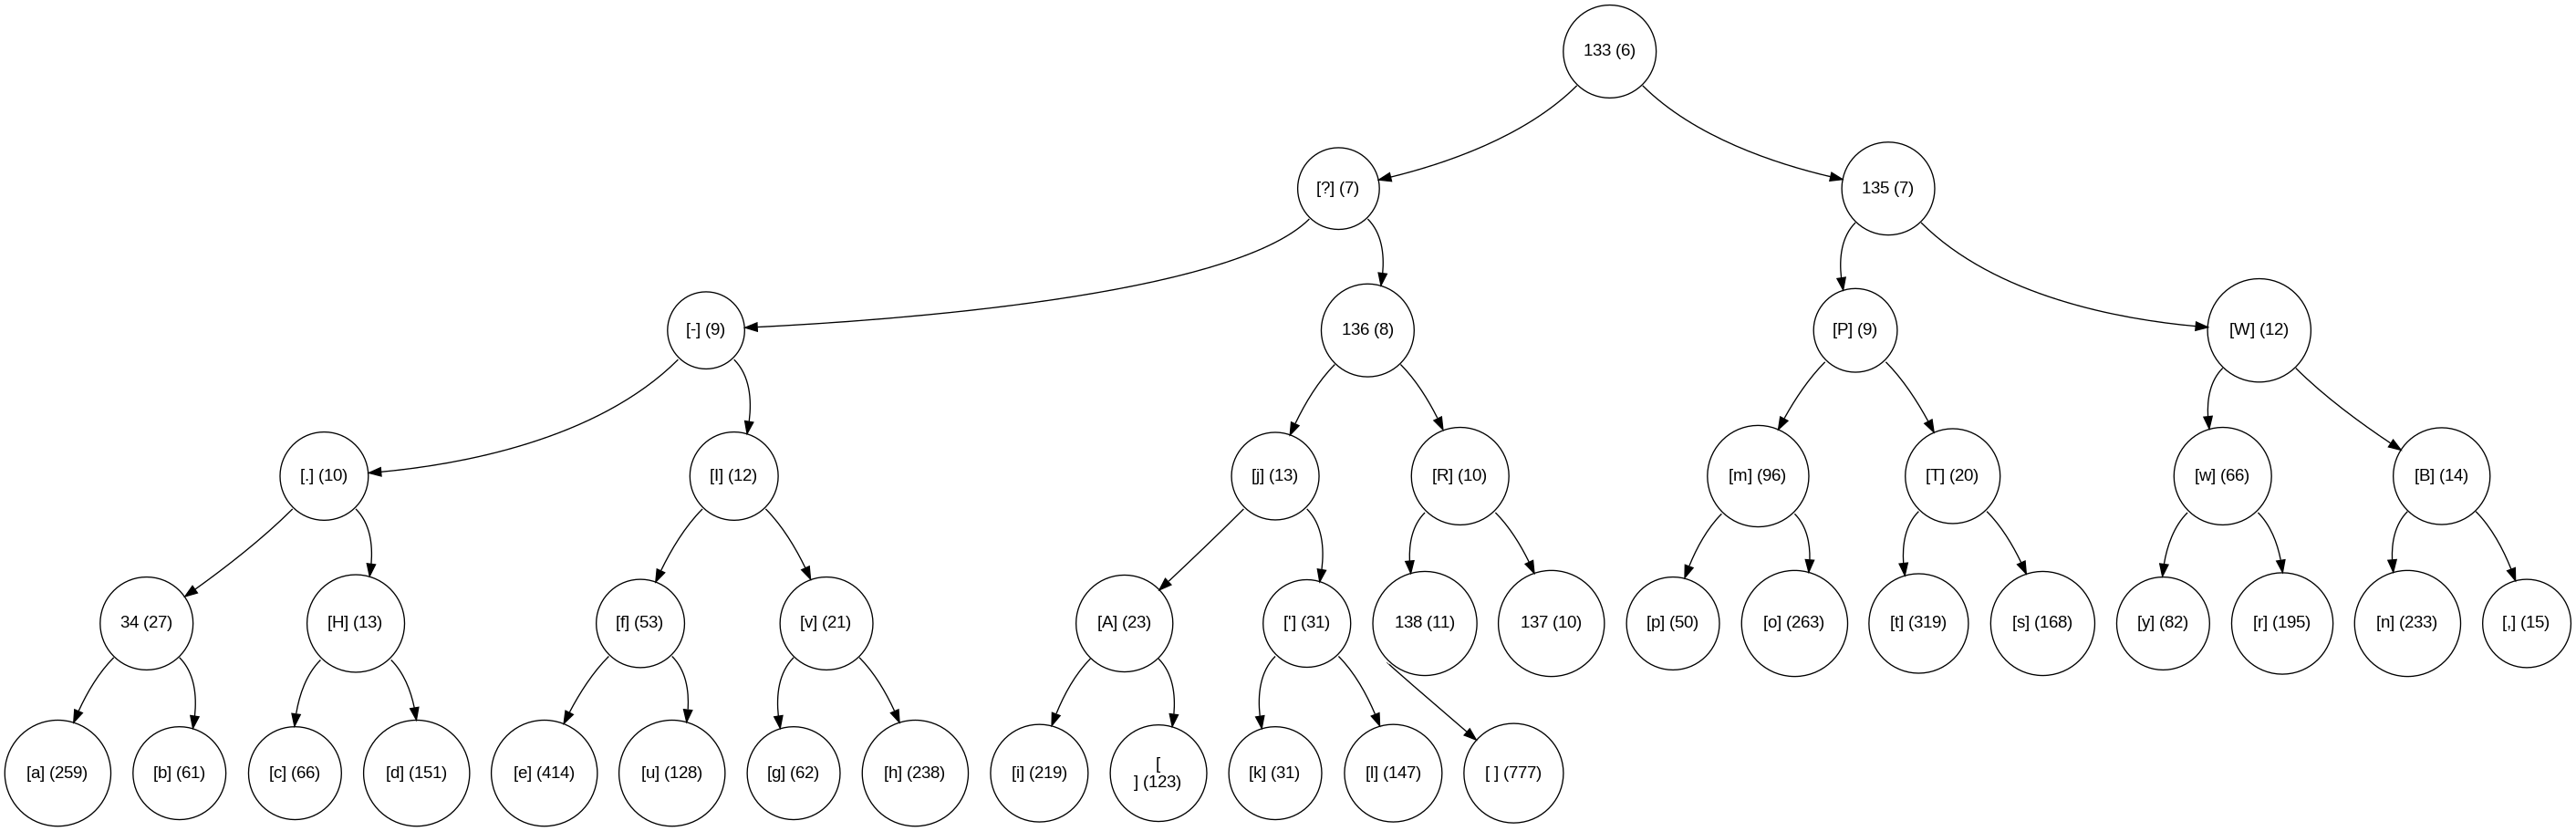 133 (6)
[?] (7)
135 (7)
[-] (9)
136 (8)
[P] (9)
[W] (12)
[.] (10)
[I] (12)
[j] (13)
[R] (10)
[m] (96)
[T] (20)
[w] (66)
[B] (14)
34 (27)
[H] (13)
[f] (53)
[v] (21)
[A] (23)
['] (31)
138 (11)
137 (10)
[p] (50)
[o] (263)
[t] (319)
[s] (168)
[y] (82)
[r] (195)
[n] (233)
[,] (15)
[a] (259)
[b] (61)
[c] (66)
[d] (151)
[e] (414)
[u] (128)
[g] (62)
[h] (238)
[i] (219)
[
] (123)
[k] (31)
[l] (147)
[ ] (777)